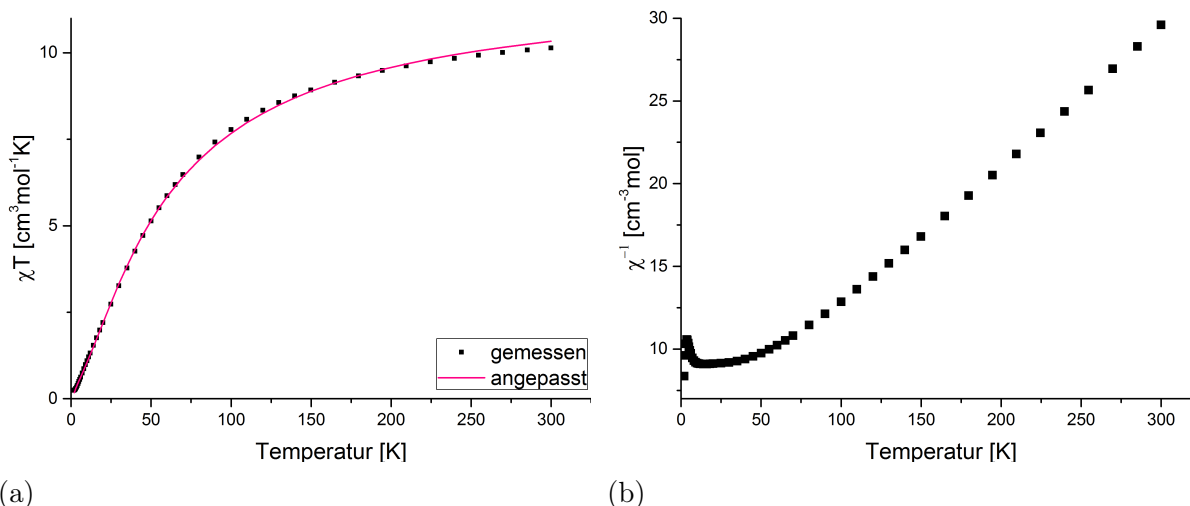 10
5
0
χT [cm³mol⁻¹K]
gemessen
angepasst
0 50 100 150 200 250 300
Temperatur [K]
(a)
30
25
20
15
10
χ⁻¹ [cm⁻³mol]
0 50 100 150 200 250 300
Temperatur [K]
(b)